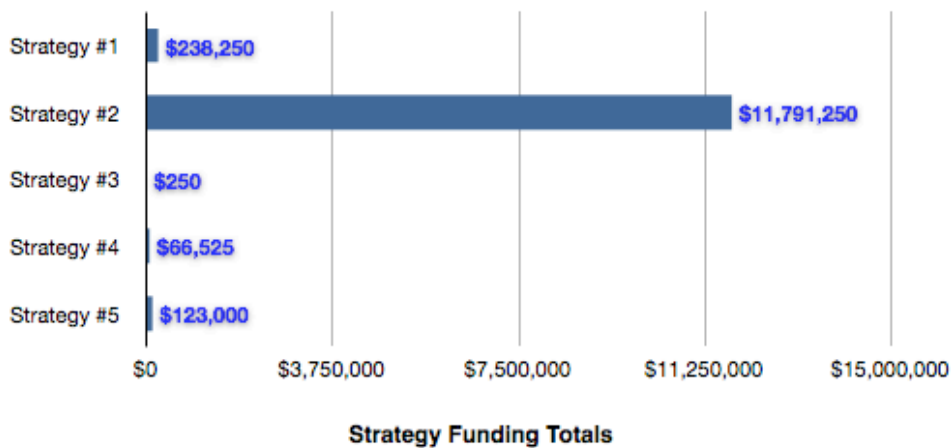 Strategy #1
$238,250
Strategy #2
$11,791,250
Strategy #3
$250
Strategy #4
$66,525
Strategy #5
$123,000
$0
$3,750,000
$7,500,000
$11,250,000
$15,000,000
Strategy Funding Totals